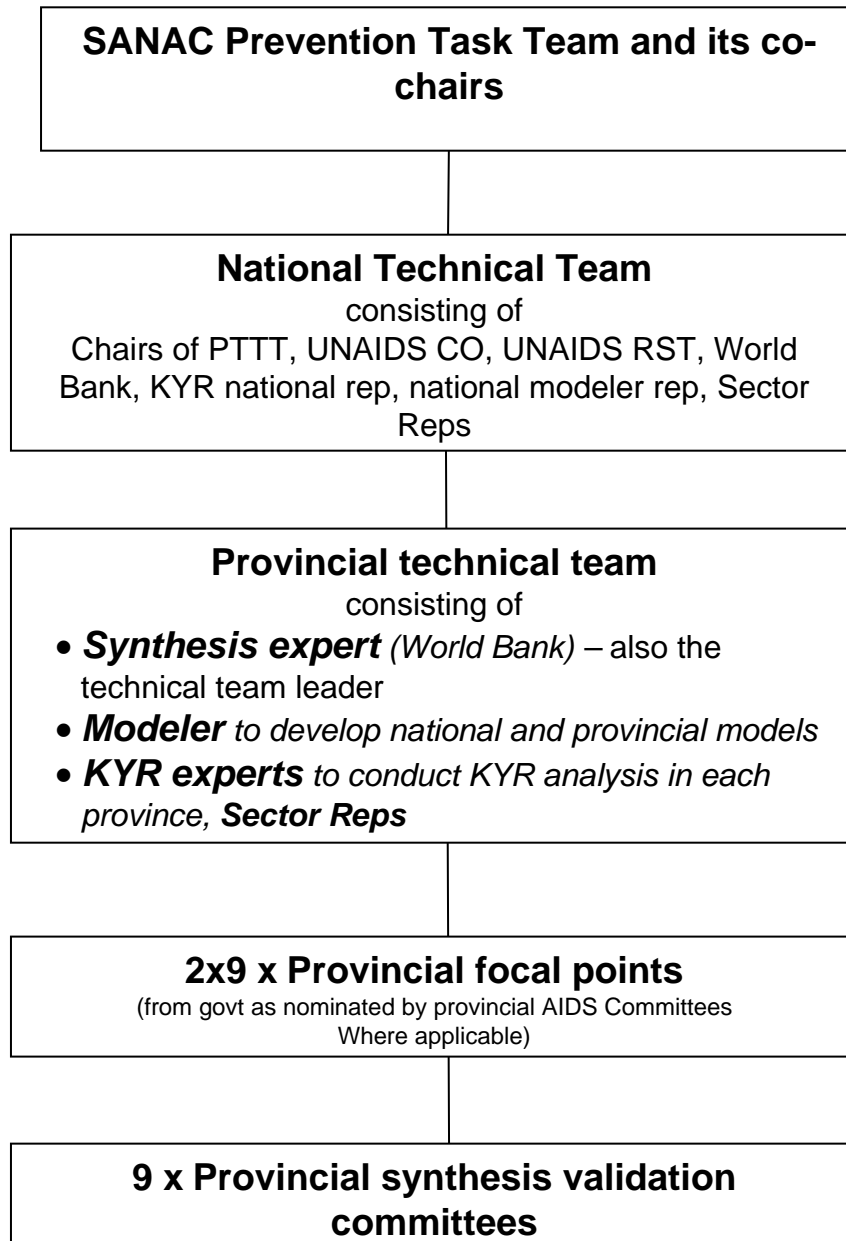 SANAC Prevention Task Team and its co-
chairs
National Technical Team
consisting of
Chairs of PTTT, UNAIDS CO, UNAIDS RST, World
Bank, KYR national rep, national modeler rep, Sector
Reps
Provincial technical team
consisting of
• Synthesis expert (World Bank) – also the
technical team leader
• Modeler to develop national and provincial models
• KYR experts to conduct KYR analysis in each
province, Sector Reps
2x9 x Provincial focal points
(from govt as nominated by provincial AIDS Committees
Where applicable)
9 x Provincial synthesis validation
committees